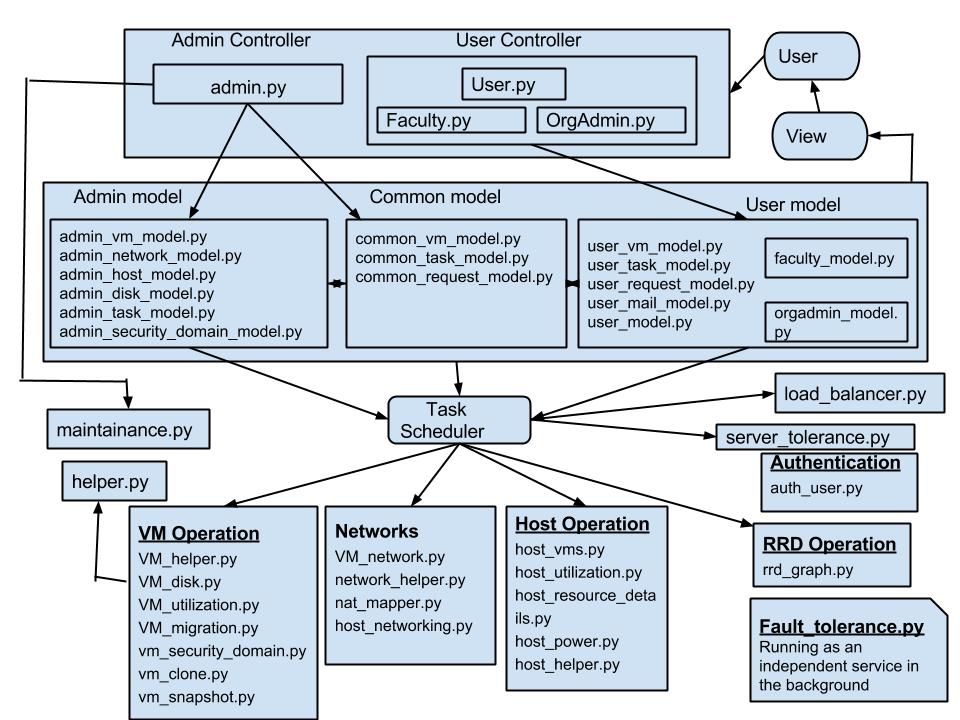 Admin Controller
User Controller
admin.py
User.py
Faculty.py
OrgAdmin.py
User
View
Admin model
Common model
User model
admin_vm_model.py
admin_network_model.py
admin_host_model.py
admin_disk_model.py
admin_task_model.py
admin_security_domain_model.py
common_vm_model.py
common_task_model.py
common_request_model.py
user_vm_model.py
user_task_model.py
user_request_model.py
user_mail_model.py
user_model.py
faculty_model.py
orgadmin_model.
py
maintainance.py
Task
Scheduler
load_balancer.py
server_tolerance.py
Authentication
auth_user.py
helper.py
VM Operation
VM_helper.py
VM_disk.py
VM_utilization.py
VM_migration.py
vm_security_domain.py
vm_clone.py
vm_snapshot.py
Networks
VM_network.py
network_helper.py
nat_mapper.py
host_networking.py
Host Operation
host_vms.py
host_utilization.py
host_resource_deta
ils.py
host_power.py
host_helper.py
RRD Operation
rrd_graph.py
Fault_tolerance.py
Running as an
independent service in
the background